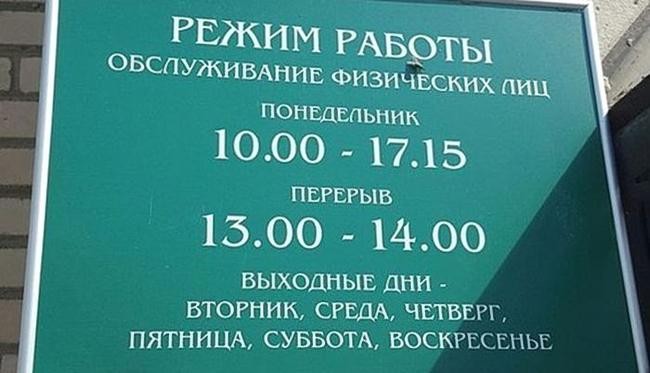 РЕЖИМ РАБОТЫ
ОБСЛУЖИВАНИЕ ФИЗИЧЕСКИХ ЛИЦ
ПОНЕДЕЛЬНИК
10.00 - 17.15
ПЕРЕРЫВ
13.00 - 14.00
ВЫХОДНЫЕ ДНИ -
ВТОРНИК, СРЕДА, ЧЕТВЕРГ,
ПЯТНИЦА, СУББОТА, ВОСКРЕСЕНЬЕ